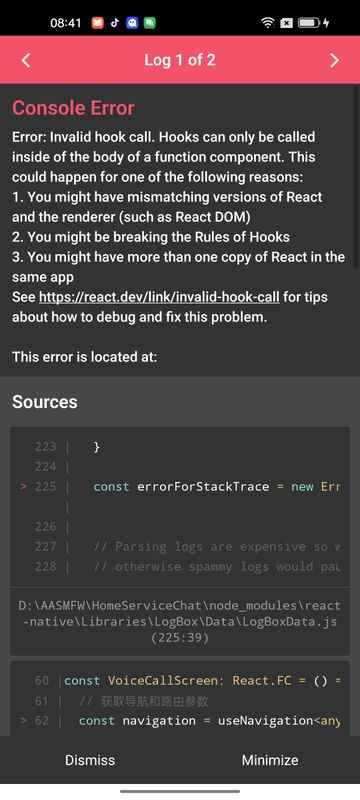 08:41
Log 1 of 2
Console Error
Error: Invalid hook call. Hooks can only be called
inside of the body of a function component. This
could happen for one of the following reasons:
1. You might have mismatching versions of React
and the renderer (such as React DOM)
2. You might be breaking the Rules of Hooks
3. You might have more than one copy of React in the
same app
See https://react.dev/link/invalid-hook-call for tips
about how to debug and fix this problem.
This error is located at:
Sources
223 | }
224 |
> 225 | const errorForStackTrace = new Err
|
226 |
227 | // Parsing logs are expensive so w
228 | // otherwise spammy logs would pau
D:\AASMFW\HomeServiceChat\node_modules\react
-native\Libraries\LogBox\Data\LogBoxData.js
(225:39)
60 |const VoiceCallScreen: React.FC = () =
61 | // 获取导航和路由参数
> 62 | const navigation = useNavigation<any
Dismiss Minimize